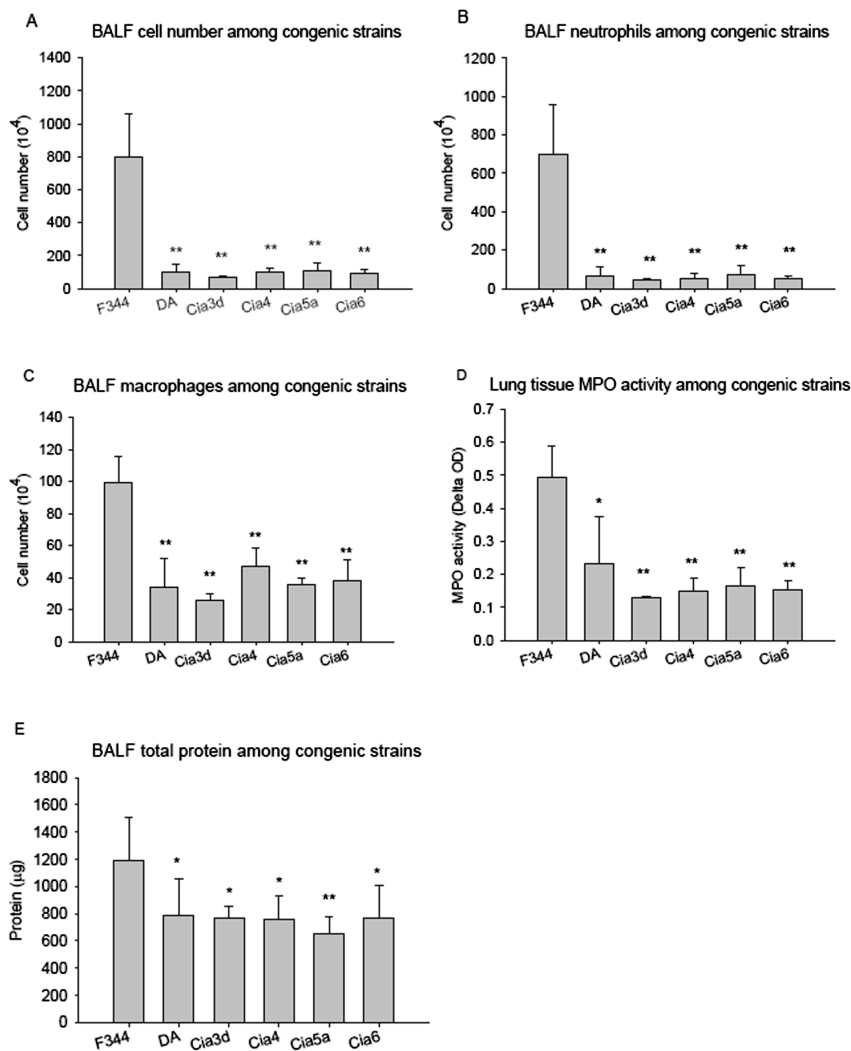 A
BALF cell number among congenic strains
Cell number (10⁴)
1400
1200
1000
800
600
400
200
0
** ** ** ** **
F344 DA Cia3d Cia4 Cia5a Cia6
B
BALF neutrophils among congenic strains
Cell number (10⁴)
1200
1000
800
600
400
200
0
** ** ** ** **
F344 DA Cia3d Cia4 Cia5a Cia6
C
BALF macrophages among congenic strains
Cell number (10⁴)
140
120
100
80
60
40
20
0
** ** ** ** **
F344 DA Cia3d Cia4 Cia5a Cia6
D
Lung tissue MPO activity among congenic strains
MPO activity (Delta OD)
0.7
0.6
0.5
0.4
0.3
0.2
0.1
0.0
* ** ** ** **
F344 DA Cia3d Cia4 Cia5a Cia6
E
BALF total protein among congenic strains
Protein (µg)
1800
1600
1400
1200
1000
800
600
400
200
0
* * * ** *
F344 DA Cia3d Cia4 Cia5a Cia6